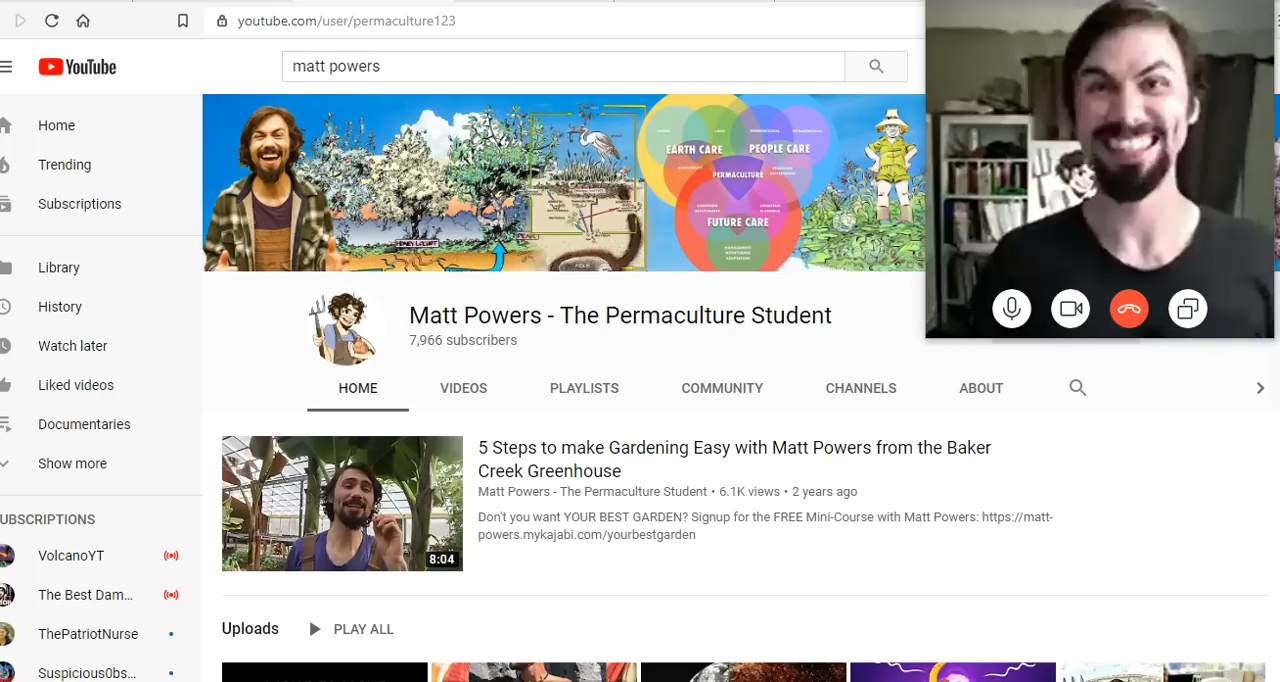 youtube.com/user/permaculture123
YouTube
matt powers
Home
Trending
Subscriptions
Library
History
Watch later
Liked videos
Documentaries
Show more
UBSCRIPTIONS
VolcanoYT
The Best Dam...
ThePatriotNurse
Suspicious0bs...
EARTH CARE
PEOPLE CARE
PERMACULTURE
FUTURE CARE
HONEY LOCUST
Matt Powers - The Permaculture Student
7,966 subscribers
HOME VIDEOS PLAYLISTS COMMUNITY CHANNELS ABOUT
8:04
5 Steps to make Gardening Easy with Matt Powers from the Baker
Creek Greenhouse
Matt Powers - The Permaculture Student • 6.1K views • 2 years ago
Don't you want YOUR BEST GARDEN? Signup for the FREE Mini-Course with Matt Powers: https://matt-
powers.mykajabi.com/yourbestgarden
Uploads PLAY ALL